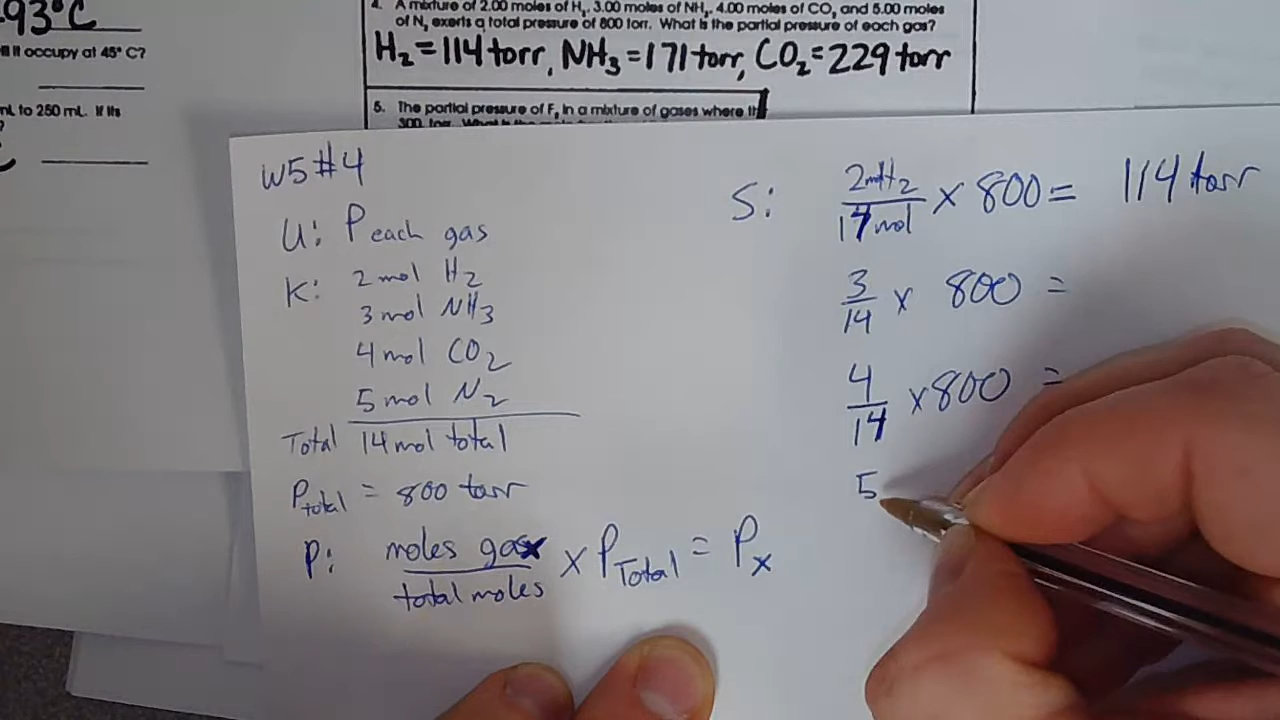 93°C
ill it occupy at 45° C?
nL to 250 mL. If its
?
4. A mixture of 2.00 moles of H₂, 3.00 moles of NH₃, 4.00 moles of CO₂ and 5.00 moles
of N₂ exerts a total pressure of 800 torr. What is the partial pressure of each gas?
H₂=114 torr, NH₃=171 torr, CO₂=229 torr
5. The partial pressure of F₂ in a mixture of gases where th
300. torr. What is the
W5#4
U: P each gas
K: 2 mol H₂
3 mol NH₃
4 mol CO₂
5 mol N₂
Total 14 mol total
Ptotal = 800 torr
P: moles gas x / total moles × PTotal = Px
S: 2 mol H₂ / 14 mol × 800 = 114 torr
3/14 × 800 =
4/14 × 800 =
5